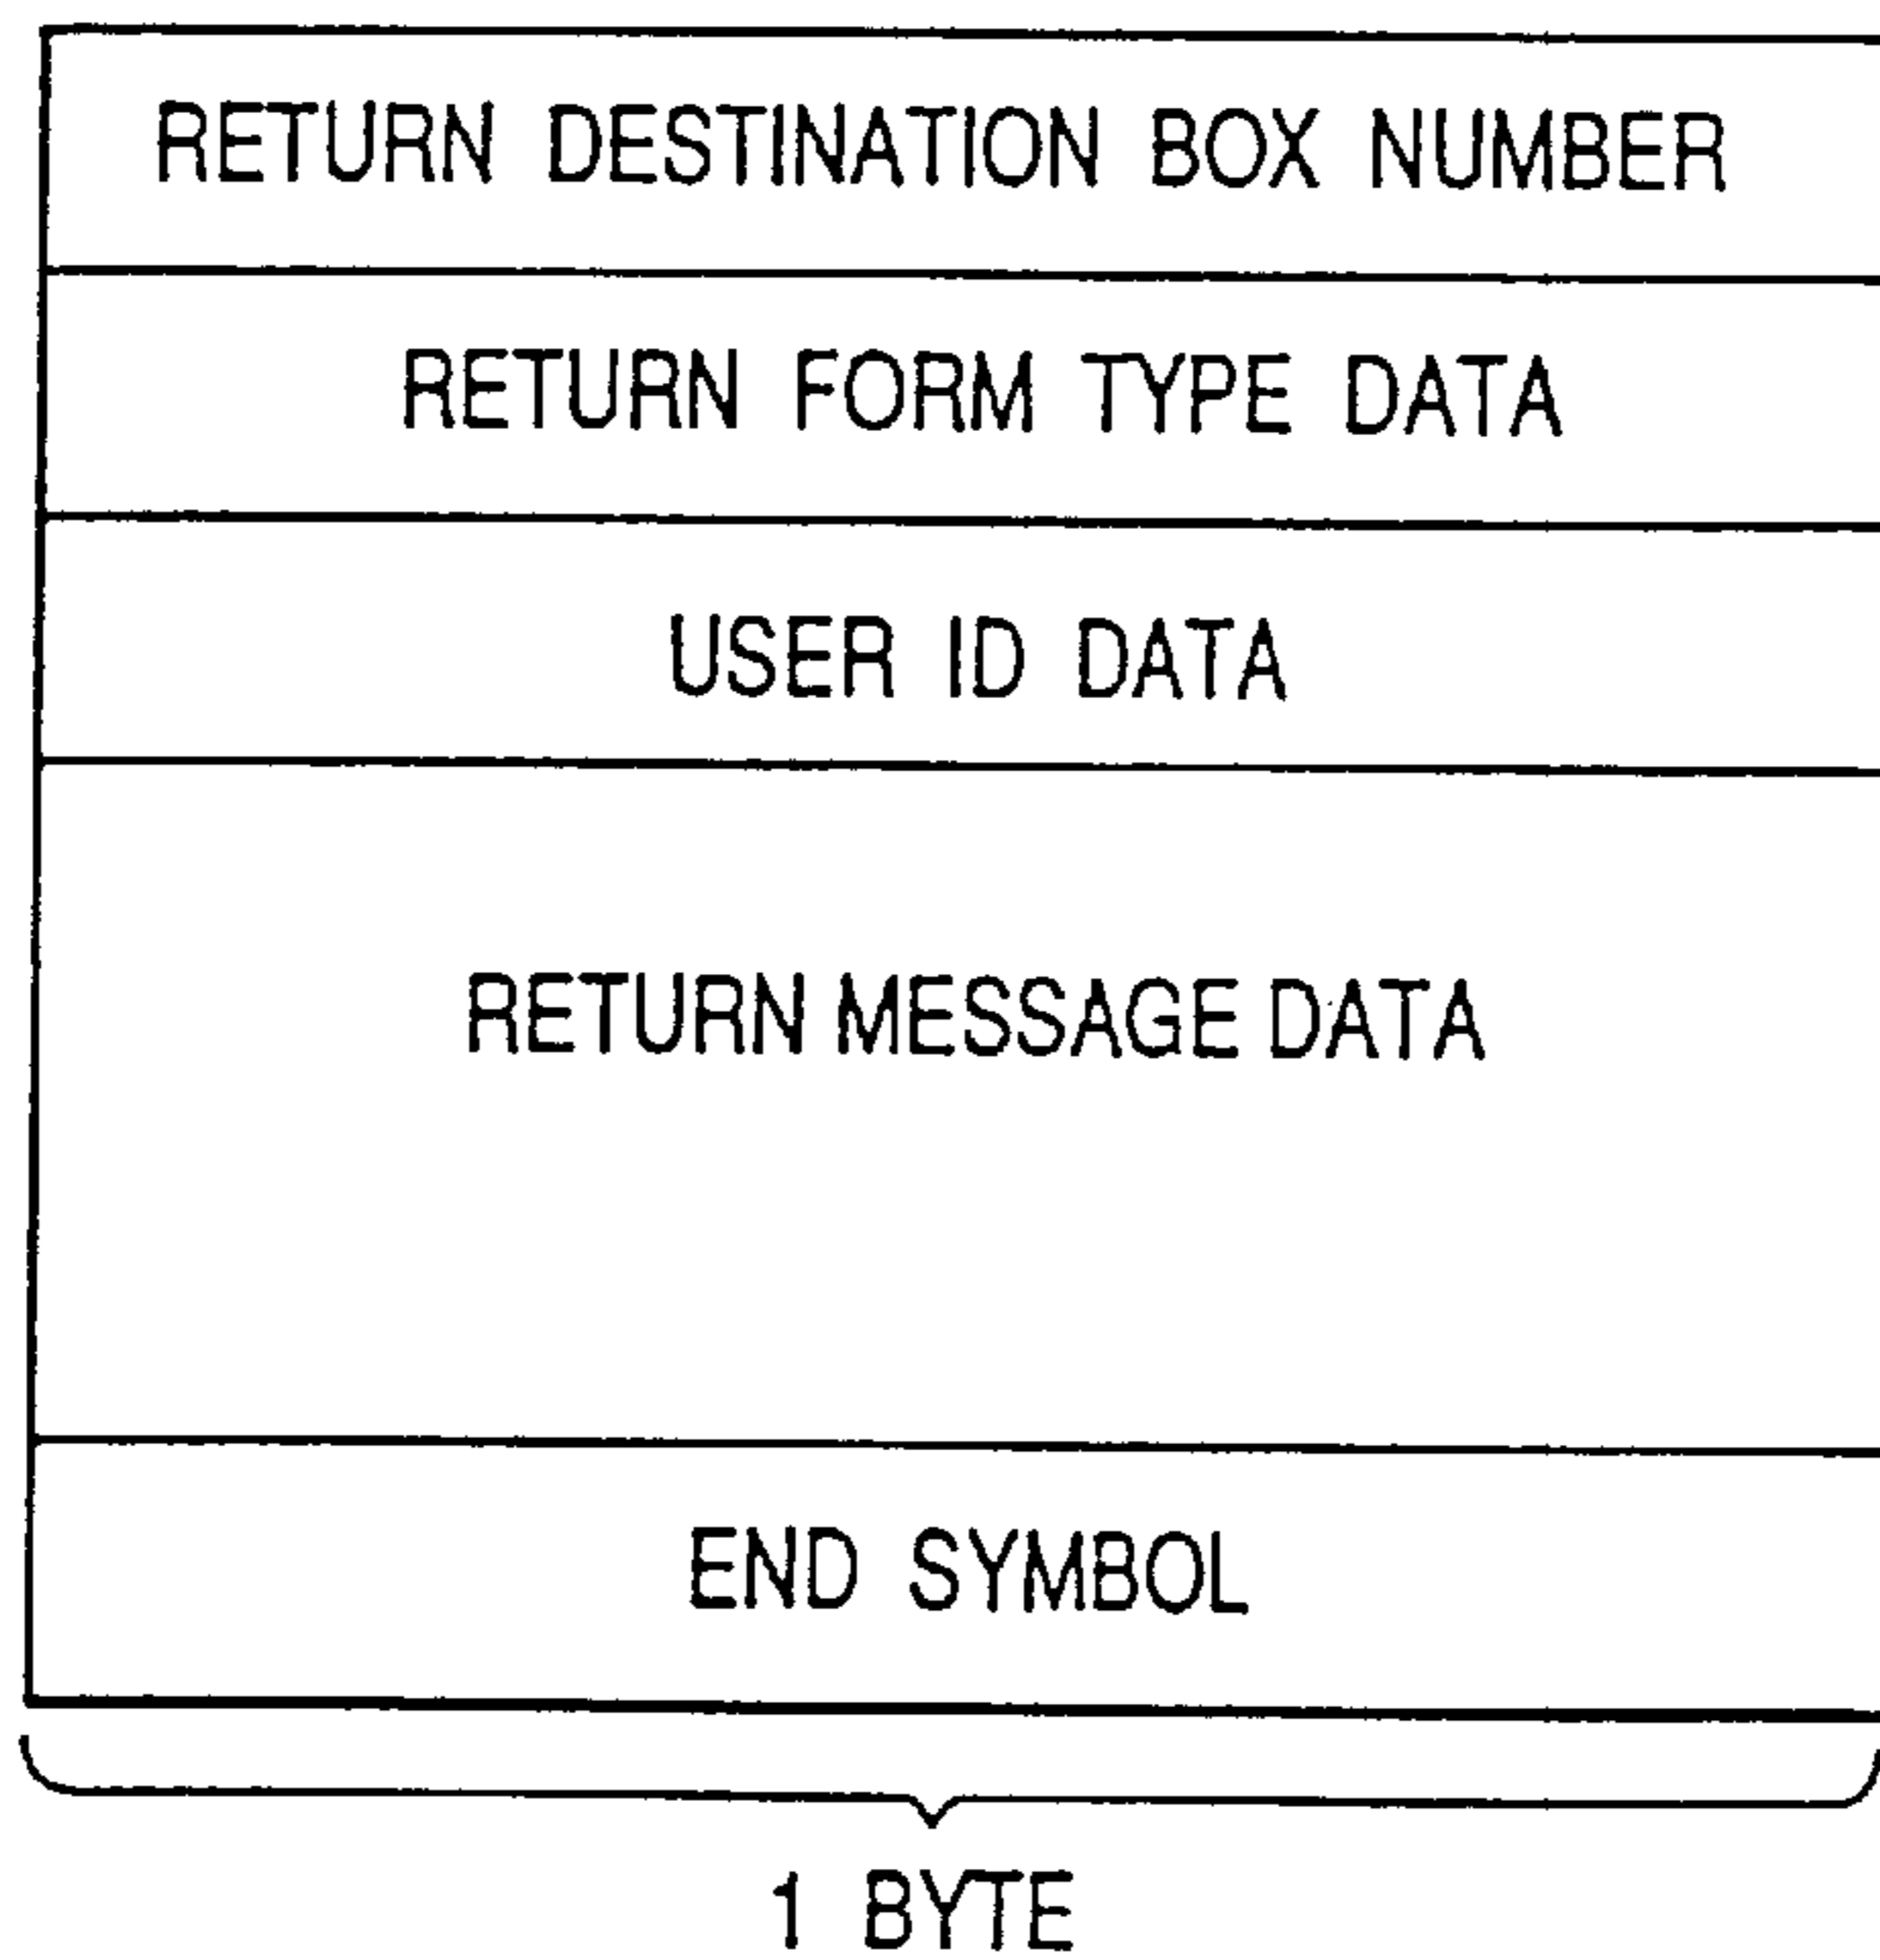 RETURN DESTINATION BOX NUMBER
RETURN FORM TYPE DATA
USER ID DATA
RETURN MESSAGE DATA
END SYMBOL
1 BYTE